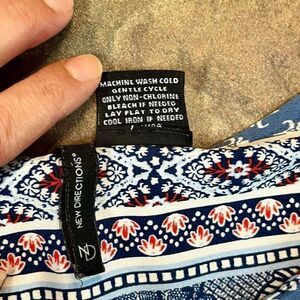 MACHINE WASH COLD
GENTLE CYCLE
ONLY NON-CHLORINE
BLEACH IF NEEDED
LAY FLAT TO DRY
COOL IRON IF NEEDED
NEW DIRECTIONS®
ND